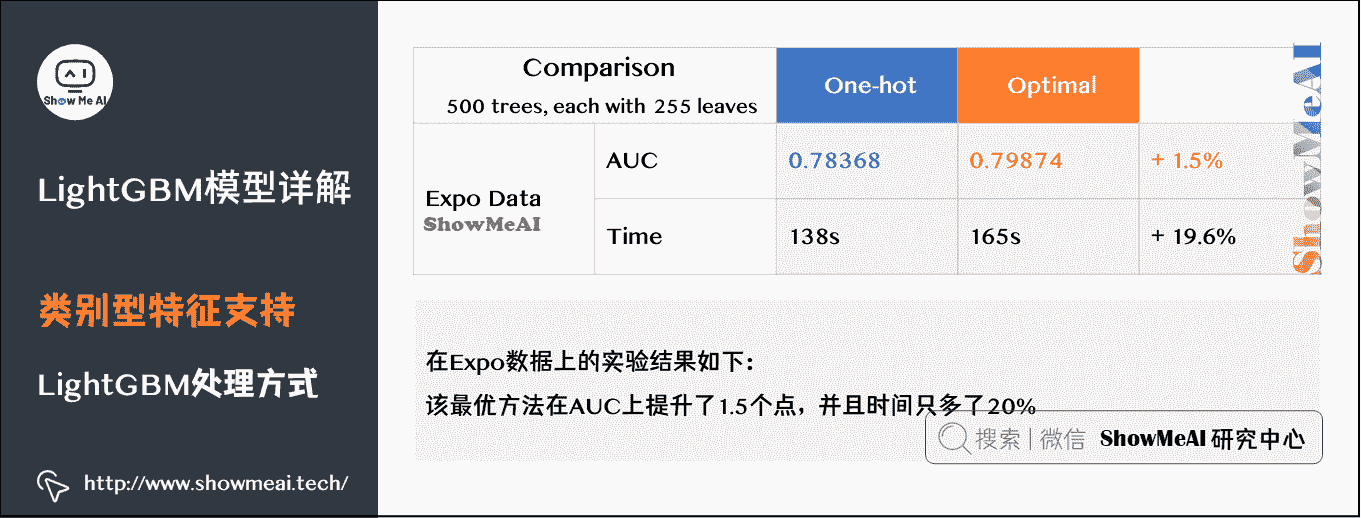 Show Me AI
LightGBM模型详解
类别型特征支持
LightGBM处理方式
http://www.showmeai.tech/
Comparison
500 trees, each with 255 leaves
One-hot
Optimal
Expo Data
ShowMeAI
AUC
0.78368
0.79874
+ 1.5%
Time
138s
165s
+ 19.6%
ShowMeAI
在Expo数据上的实验结果如下：
该最优方法在AUC上提升了1.5个点，并且时间只多了20%
搜索 | 微信 ShowMeAI 研究中心